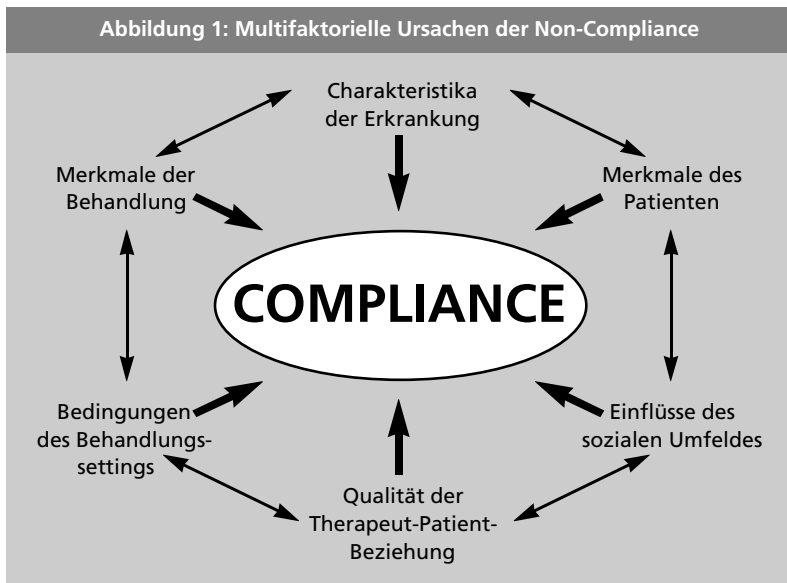 Abbildung 1: Multifaktorielle Ursachen der Non-Compliance
Charakteristika
der Erkrankung
Merkmale der
Behandlung
Merkmale des
Patienten
COMPLIANCE
Bedingungen
des Behandlungs-
settings
Einflüsse des
sozialen Umfeldes
Qualität der
Therapeut-Patient-
Beziehung